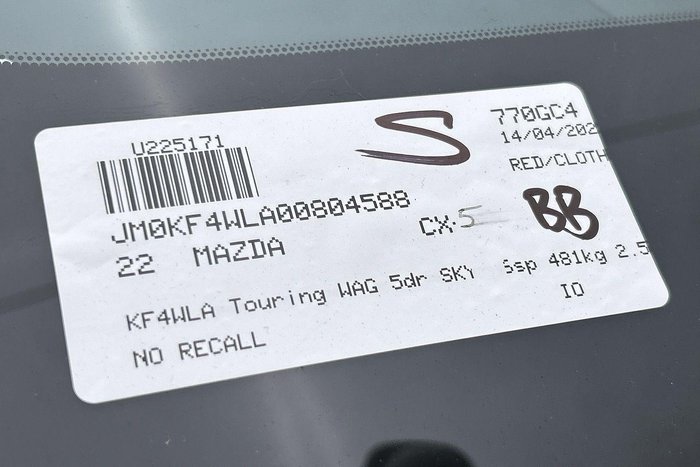 U225171
S
770GC4
14/04/202
RED/CLOTH
JM0KF4WLA00804588
22 MAZDA
CX-5
BB
KF4WLA Touring WAG 5dr SKY 6sp 481kg 2.5
IO
NO RECALL